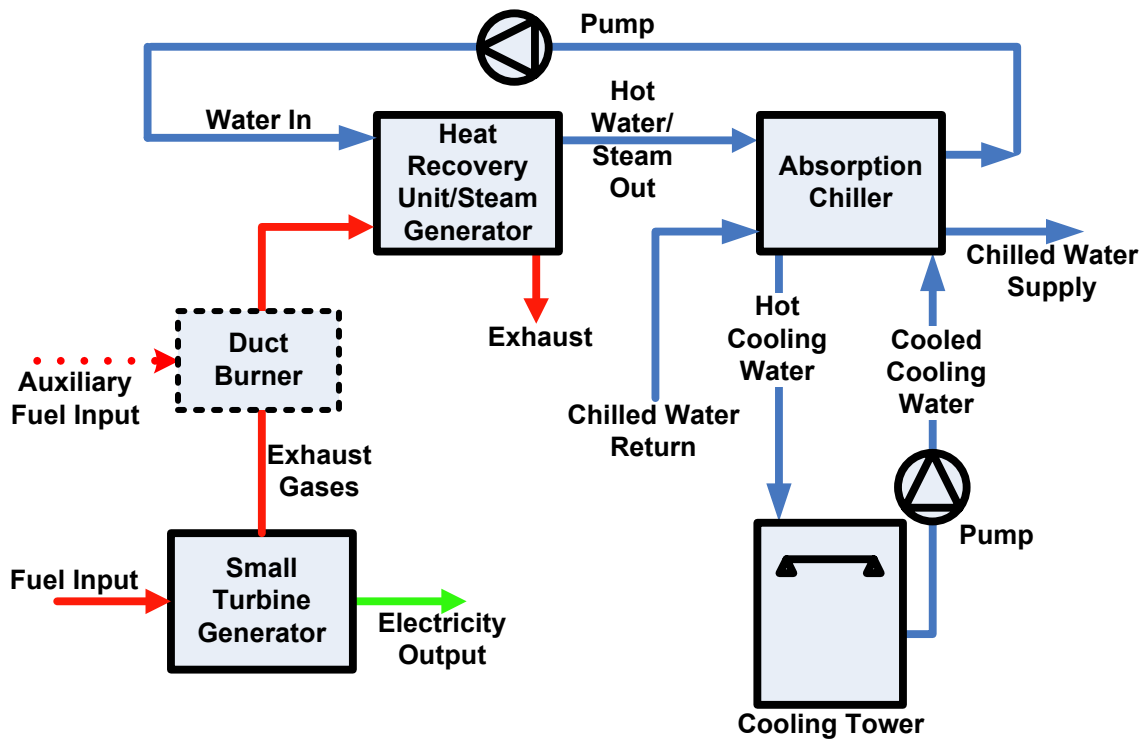 Pump
Water In
Heat
Recovery
Unit/Steam
Generator
Hot
Water/
Steam
Out
Absorption
Chiller
Chilled Water
Supply
Exhaust
Duct
Burner
Auxiliary
Fuel Input
Exhaust
Gases
Chilled Water
Return
Hot
Cooling
Water
Cooled
Cooling
Water
Pump
Fuel Input
Small
Turbine
Generator
Electricity
Output
Cooling Tower